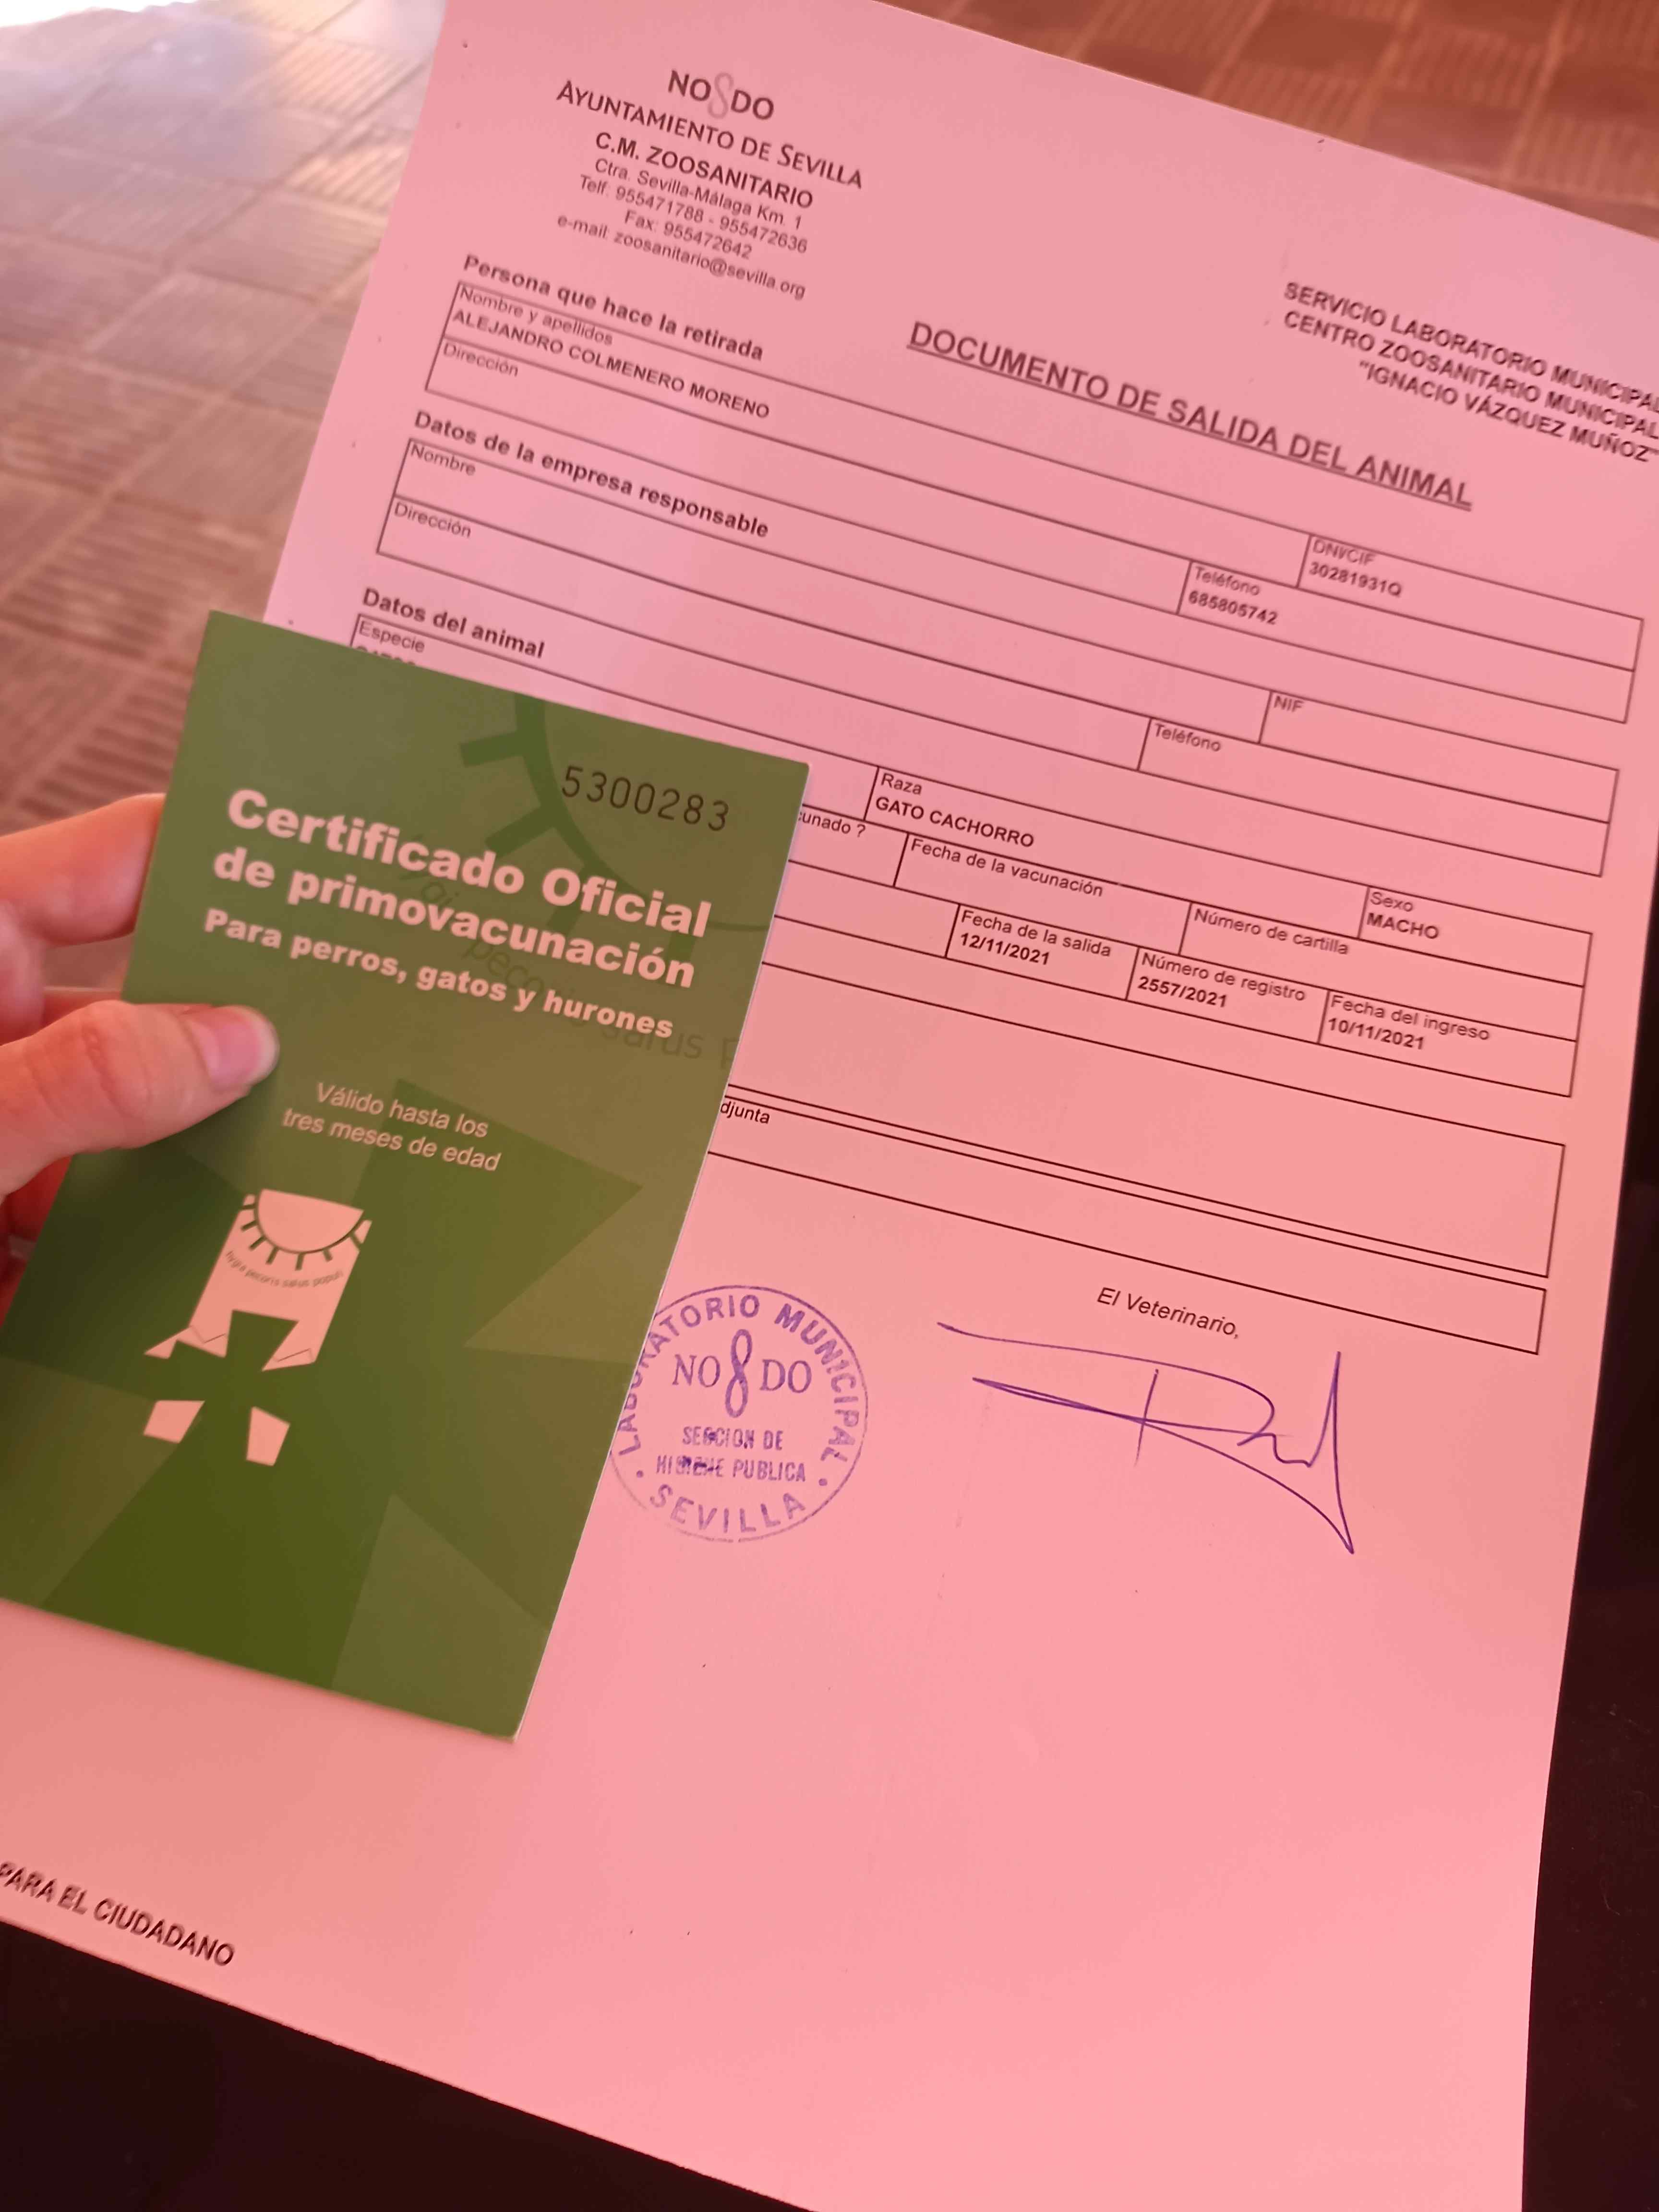 NO8DO
AYUNTAMIENTO DE SEVILLA
C.M. ZOOSANITARIO
Ctra. Sevilla-Málaga Km. 1
Telf: 955471788 - 955472636
Fax: 955472642
e-mail: zoosanitario@sevilla.org
SERVICIO LABORATORIO MUNICIPAL
CENTRO ZOOSANITARIO MUNICIPAL
"IGNACIO VÁZQUEZ MUÑOZ"
DOCUMENTO DE SALIDA DEL ANIMAL
Persona que hace la retirada
Nombre y apellidos
ALEJANDRO COLMENERO MORENO
DNI/CIF
30281931Q
Dirección
Teléfono
685805742
Datos de la empresa responsable
Nombre
NIF
Dirección
Teléfono
Datos del animal
Especie
Raza
GATO CACHORRO
Sexo
MACHO
cunado ?
Fecha de la vacunación
Número de cartilla
Fecha de la salida
12/11/2021
Número de registro
2557/2021
Fecha del ingreso
10/11/2021
djunta
El Veterinario,
LABORATORIO MUNICIPAL
NO8DO
SECCION DE
HIGIENE PUBLICA
SEVILLA
PARA EL CIUDADANO
5300283
Certificado Oficial
de primovacunación
Para perros, gatos y hurones
Válido hasta los
tres meses de edad
hygia pecoris salus populi